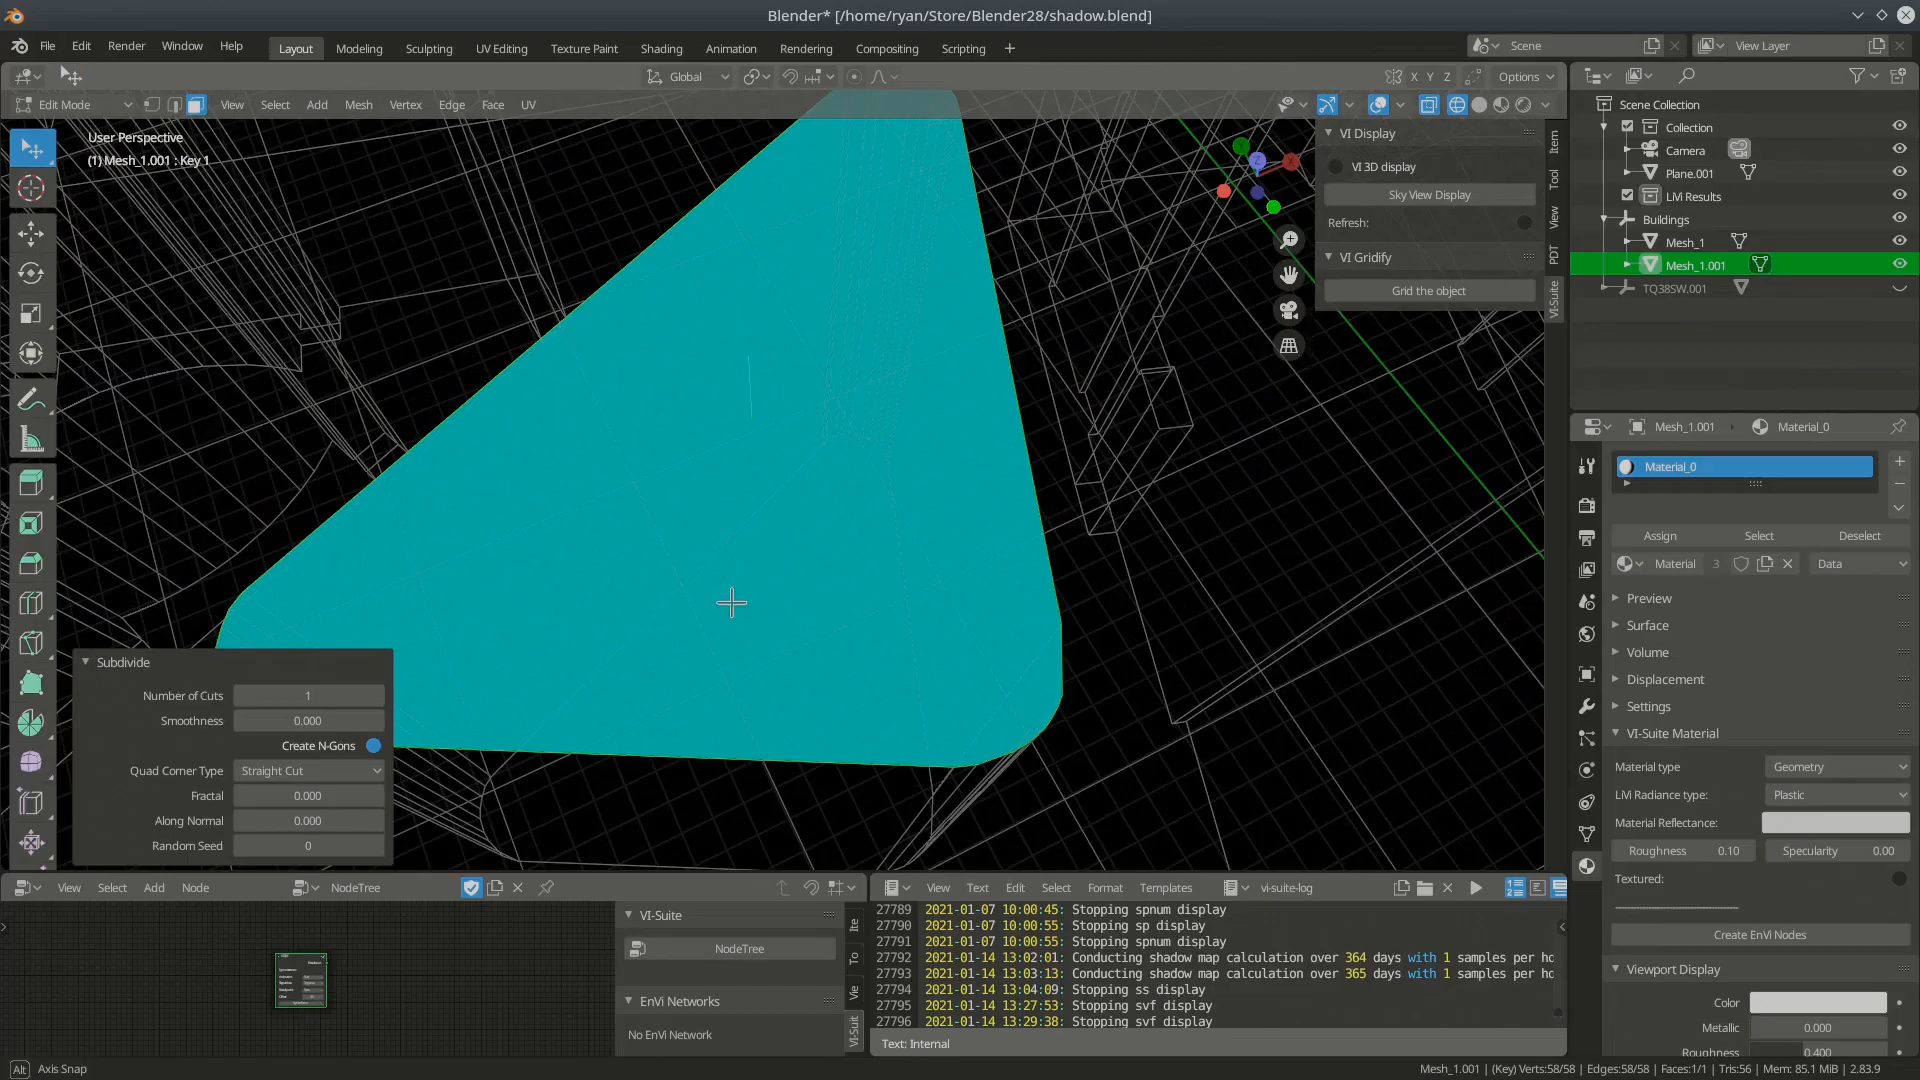 Blender* [/home/ryan/Store/Blender28/shadow.blend]
File Edit Render Window Help Layout Modeling Sculpting UV Editing Texture Paint Shading Animation Rendering Compositing Scripting + Scene View Layer
Global X Y Z Options
Edit Mode View Select Add Mesh Vertex Edge Face UV
User Perspective
(1) Mesh_1.001 : Key 1
VI Display
VI 3D display
Sky View Display
Refresh:
VI Gridify
Grid the object
Item
Tool
View
PDT
VI-Suite
Scene Collection
Collection
Camera
Plane.001
LiVi Results
Buildings
Mesh_1
Mesh_1.001
TQ38SW.001
Mesh_1.001 Material_0
Material_0
Assign Select Deselect
Material 3 Data
Preview
Surface
Volume
Displacement
Settings
VI-Suite Material
Material type Geometry
LiVi Radiance type: Plastic
Material Reflectance:
Roughness 0.10 Specularity 0.00
Textured:
Create EnVi Nodes
Viewport Display
Color
Metallic 0.000
Roughness 0.400
Subdivide
Number of Cuts 1
Smoothness 0.000
Create N-Gons
Quad Corner Type Straight Cut
Fractal 0.000
Along Normal 0.000
Random Seed 0
View Select Add Node NodeTree
VI-Suite
NodeTree
EnVi Networks
No EnVi Network
Ite
To
Vie
VI-Suit
View Text Edit Select Format Templates vi-suite-log
27789 2021-01-07 10:00:45: Stopping spnum display
27790 2021-01-07 10:00:55: Stopping sp display
27791 2021-01-07 10:00:55: Stopping spnum display
27792 2021-01-14 13:02:01: Conducting shadow map calculation over 364 days with 1 samples per ho
27793 2021-01-14 13:03:13: Conducting shadow map calculation over 365 days with 1 samples per ho
27794 2021-01-14 13:04:09: Stopping ss display
27795 2021-01-14 13:27:53: Stopping svf display
27796 2021-01-14 13:29:38: Stopping svf display
Text: Internal
Alt Axis Snap
Mesh_1.001 | (Key) Verts:58/58 | Edges:58/58 | Faces:1/1 | Tris:56 | Mem: 85.1 MiB | 2.83.9